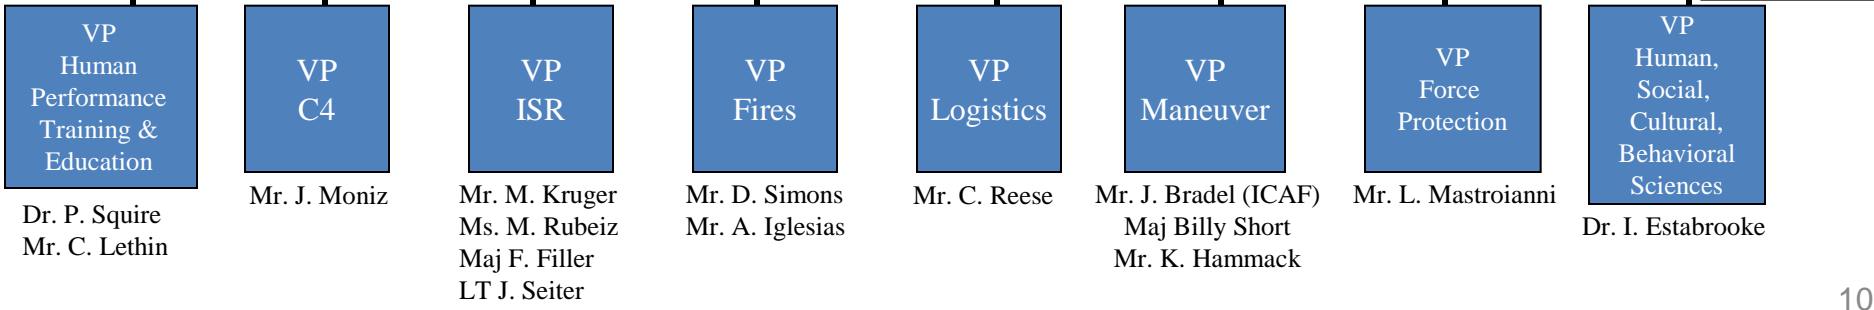 VP
Human
Performance
Training &
Education
Dr. P. Squire
Mr. C. Lethin
VP
C4
Mr. J. Moniz
VP
ISR
Mr. M. Kruger
Ms. M. Rubeiz
Maj F. Filler
LT J. Seiter
VP
Fires
Mr. D. Simons
Mr. A. Iglesias
VP
Logistics
Mr. C. Reese
VP
Maneuver
Mr. J. Bradel (ICAF)
Maj Billy Short
Mr. K. Hammack
VP
Force
Protection
Mr. L. Mastroianni
VP
Human,
Social,
Cultural,
Behavioral
Sciences
Dr. I. Estabrooke
10